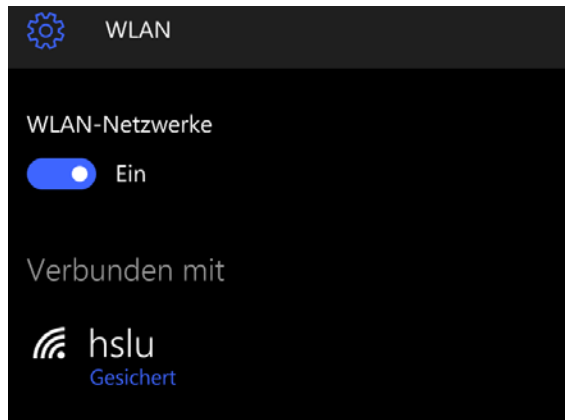 WLAN
WLAN-Netzwerke
Ein
Verbunden mit
hslu
Gesichert